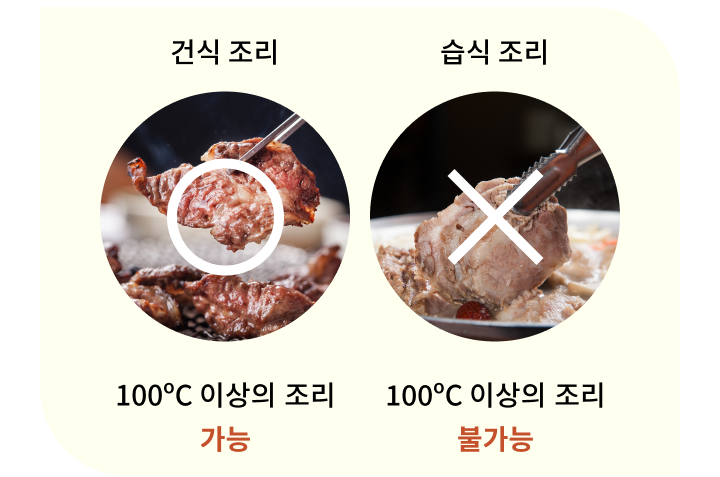 건식 조리
습식 조리
100℃ 이상의 조리
가능
100℃ 이상의 조리
불가능